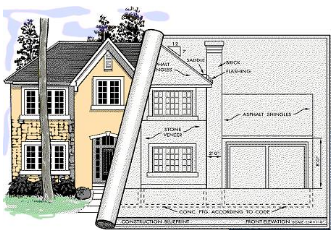 12
7
SADDLE
BRICK
FLASHING
ASPHALT SHINGLES
STONE
VENEER
CONC. FTG. ACCORDING TO CODE
CONSTRUCTION BLUEPRINT
FRONT ELEVATION